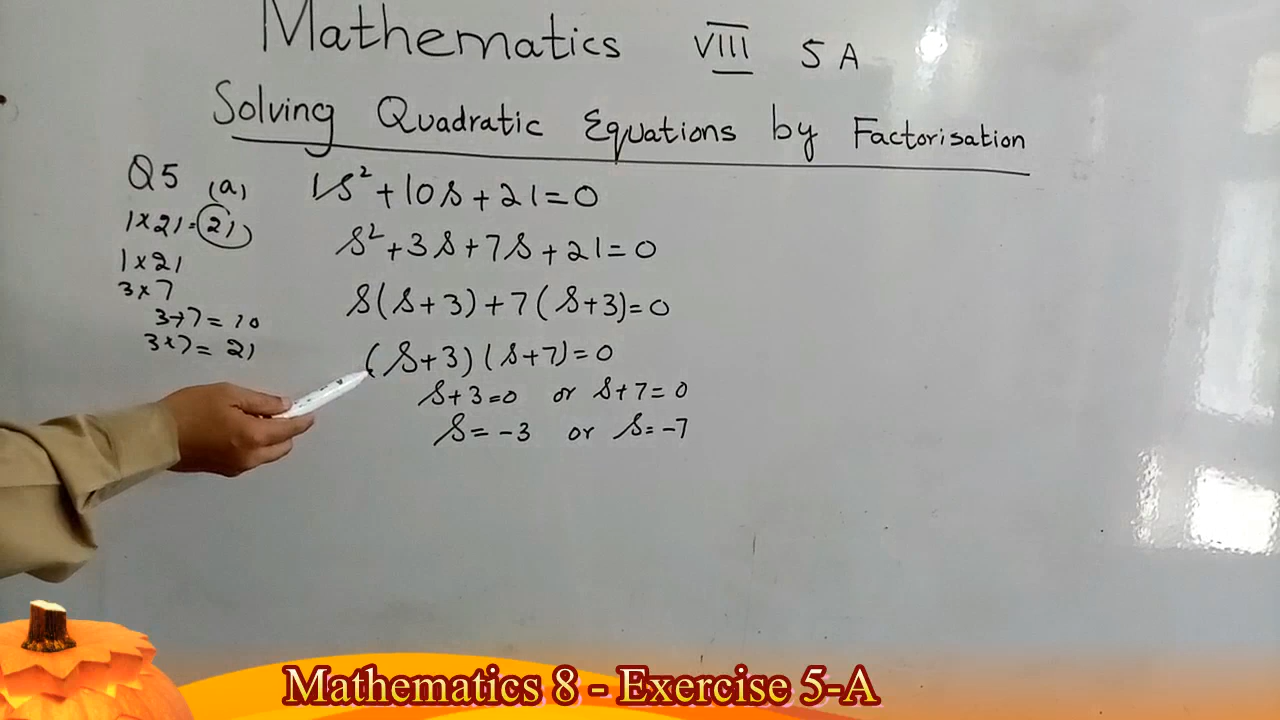 Mathematics VIII 5 A
Solving Quadratic Equations by Factorisation
Q5 (a) 1s²+10s+21=0
1×21=21
s²+3s+7s+21=0
1×21
3×7
s(s+3)+7(s+3)=0
3+7=10
3×7=21
(s+3)(s+7)=0
s+3=0 or s+7=0
s=-3 or s=-7
Mathematics 8 - Exercise 5-A